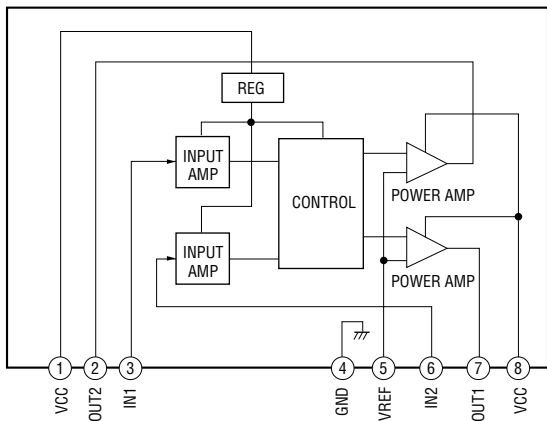 REG
INPUT
AMP
CONTROL
POWER AMP
INPUT
AMP
POWER AMP
1 2 3 4 5 6 7 8
VCC OUT2 IN1 GND VREF IN2 OUT1 VCC